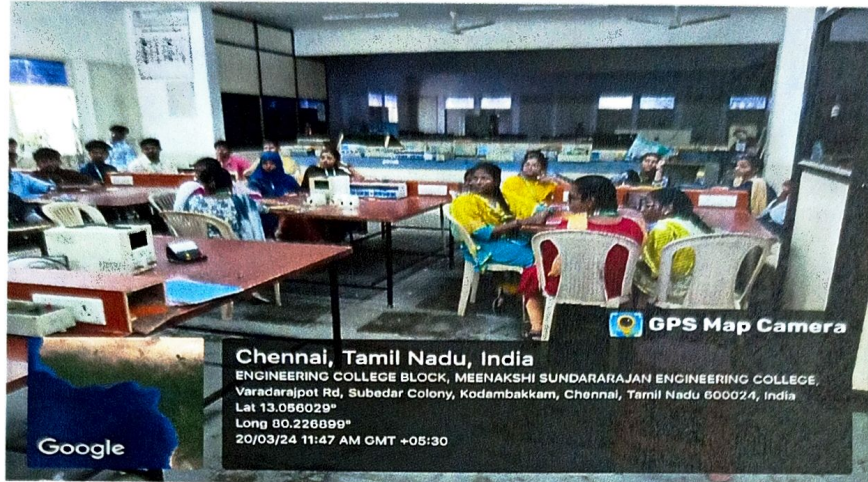 GPS Map Camera
Chennai, Tamil Nadu, India
ENGINEERING COLLEGE BLOCK, MEENAKSHI SUNDARARAJAN ENGINEERING COLLEGE,
Varadarajpet Rd, Subedar Colony, Kodambakkam, Chennai, Tamil Nadu 600024, India
Lat 13.056029°
Long 80.226899°
20/03/24 11:47 AM GMT +05:30
Google